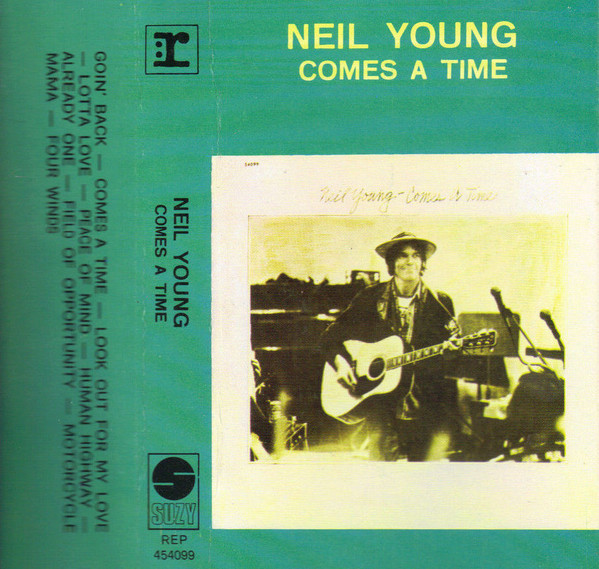 GOIN' BACK — COMES A TIME — LOOK OUT FOR MY LOVE
— LOTTA LOVE — PEACE OF MIND — HUMAN HIGHWAY —
ALREADY ONE — FIELD OF OPPORTUNITY — MOTORCYCLE
MAMA — FOUR WINDS
r
NEIL YOUNG
COMES A TIME
S
SUZY
REP
454099
NEIL YOUNG
COMES A TIME
Neil Young - Comes A Time